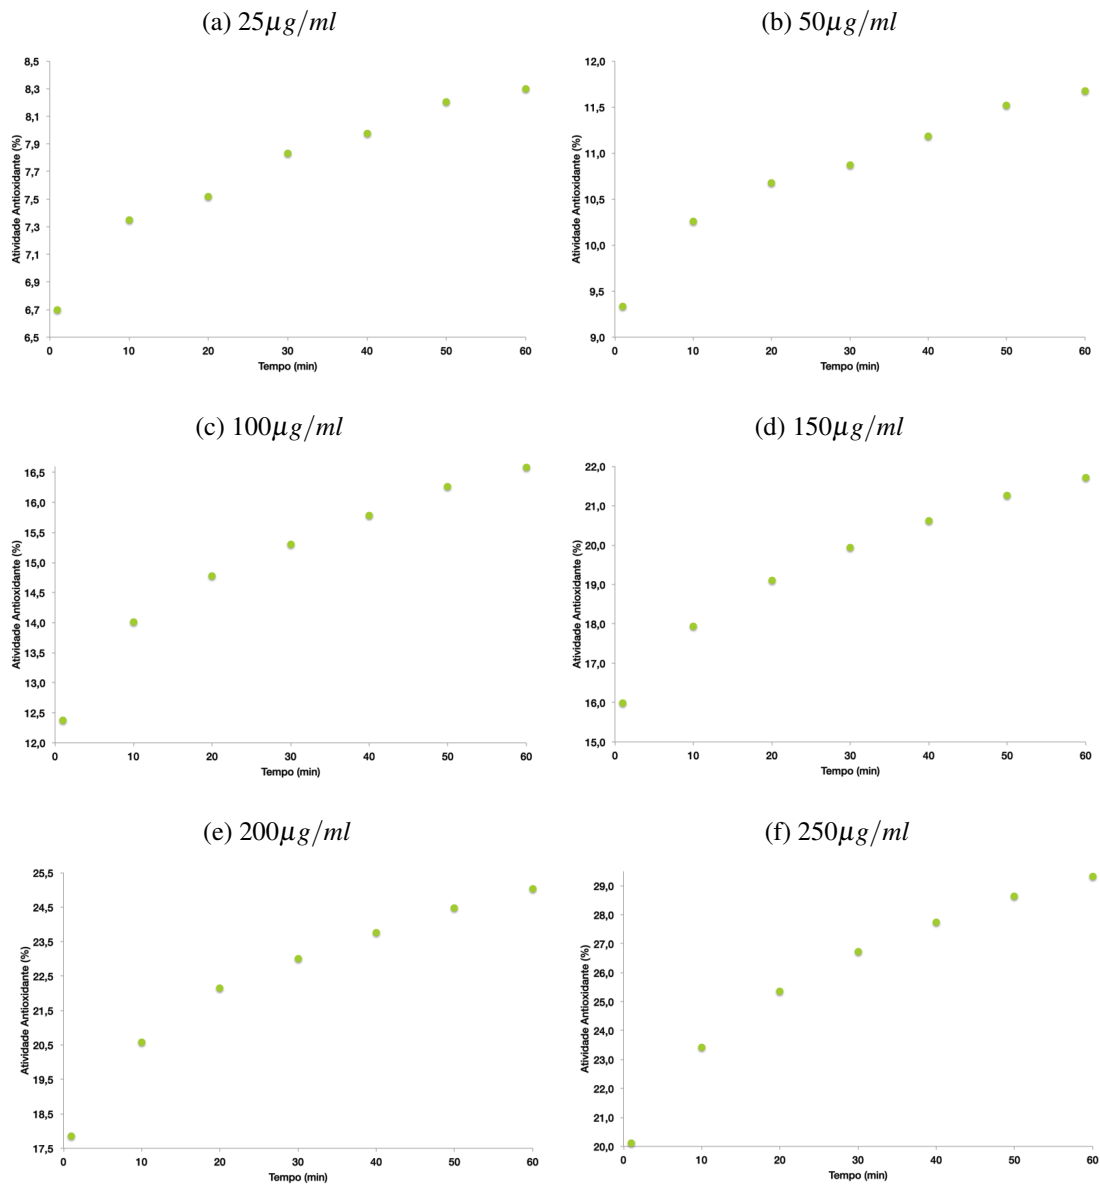 (a) 25µg/ml
Atividade Antioxidante (%)
8,5
8,3
8,1
7,9
7,7
7,5
7,3
7,1
6,9
6,7
6,5
0 10 20 30 40 50 60
Tempo (min)
(b) 50µg/ml
Atividade Antioxidante (%)
12,0
11,5
11,0
10,5
10,0
9,5
9,0
0 10 20 30 40 50 60
Tempo (min)
(c) 100µg/ml
Atividade Antioxidante (%)
16,5
16,0
15,5
15,0
14,5
14,0
13,5
13,0
12,5
12,0
0 10 20 30 40 50 60
Tempo (min)
(d) 150µg/ml
Atividade Antioxidante (%)
22,0
21,0
20,0
19,0
18,0
17,0
16,0
15,0
0 10 20 30 40 50 60
Tempo (min)
(e) 200µg/ml
Atividade Antioxidante (%)
25,5
24,5
23,5
22,5
21,5
20,5
19,5
18,5
17,5
0 10 20 30 40 50 60
Tempo (min)
(f) 250µg/ml
Atividade Antioxidante (%)
29,0
28,0
27,0
26,0
25,0
24,0
23,0
22,0
21,0
20,0
0 10 20 30 40 50 60
Tempo (min)